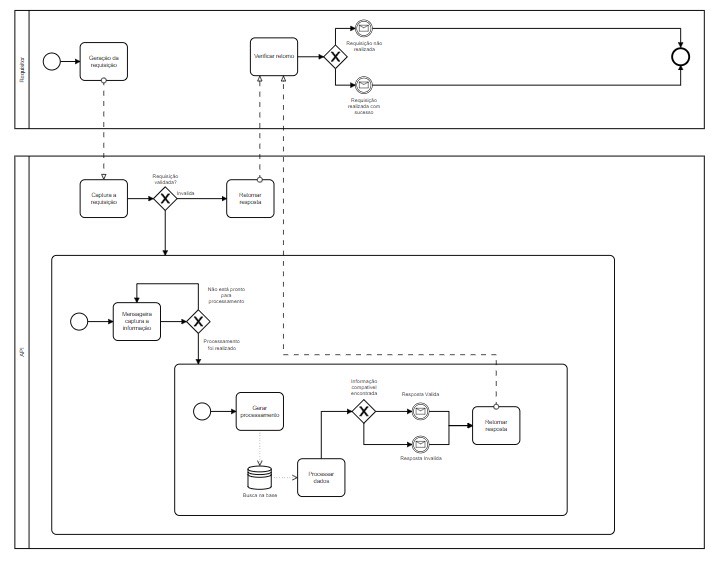 Requisitor
Geração da
requisição
Verificar retorno
Requisição não
realizada
Requisição
realizada com
sucesso
API
Captura a
requisição
Requisição
validada?
Invalida
Retornar
resposta
Mensageira
captura a
informação
Não está pronto
para
processamento
Processamento
foi realizado
Gerar
processamento
Busca na base
Processar
dados
Informação
compatível
encontrada
Resposta Valida
Resposta Invalida
Retornar
resposta